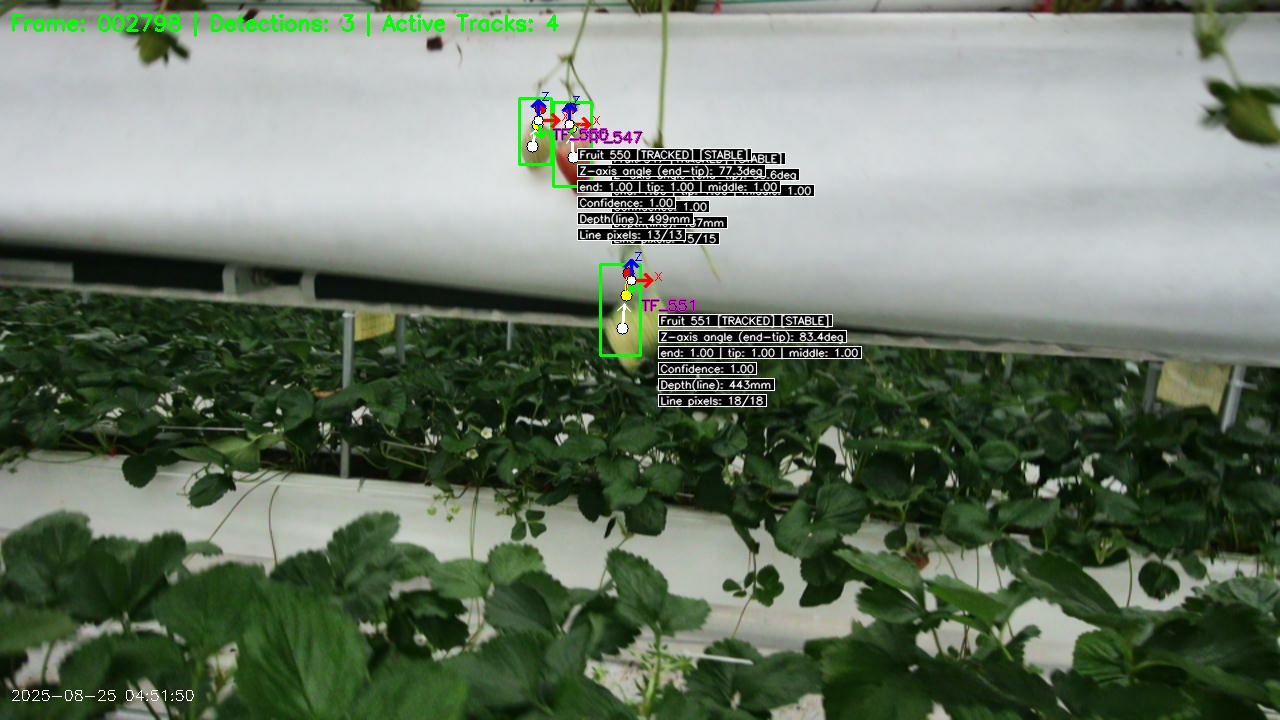 Frame: 002798 | Detections: 3 | Active Tracks: 4
Z
Z
X
TF_550
TF_547
Fruit 550 [TRACKED] [STABLE]
Z-axis angle (end-tip): 77.3deg
end: 1.00 | tip: 1.00 | middle: 1.00
Confidence: 1.00
Depth(line): 499mm
Line pixels: 13/13
Z
X
TF_551
Fruit 551 [TRACKED] [STABLE]
Z-axis angle (end-tip): 83.4deg
end: 1.00 | tip: 1.00 | middle: 1.00
Confidence: 1.00
Depth(line): 443mm
Line pixels: 18/18
2025-08-25 04:51:50